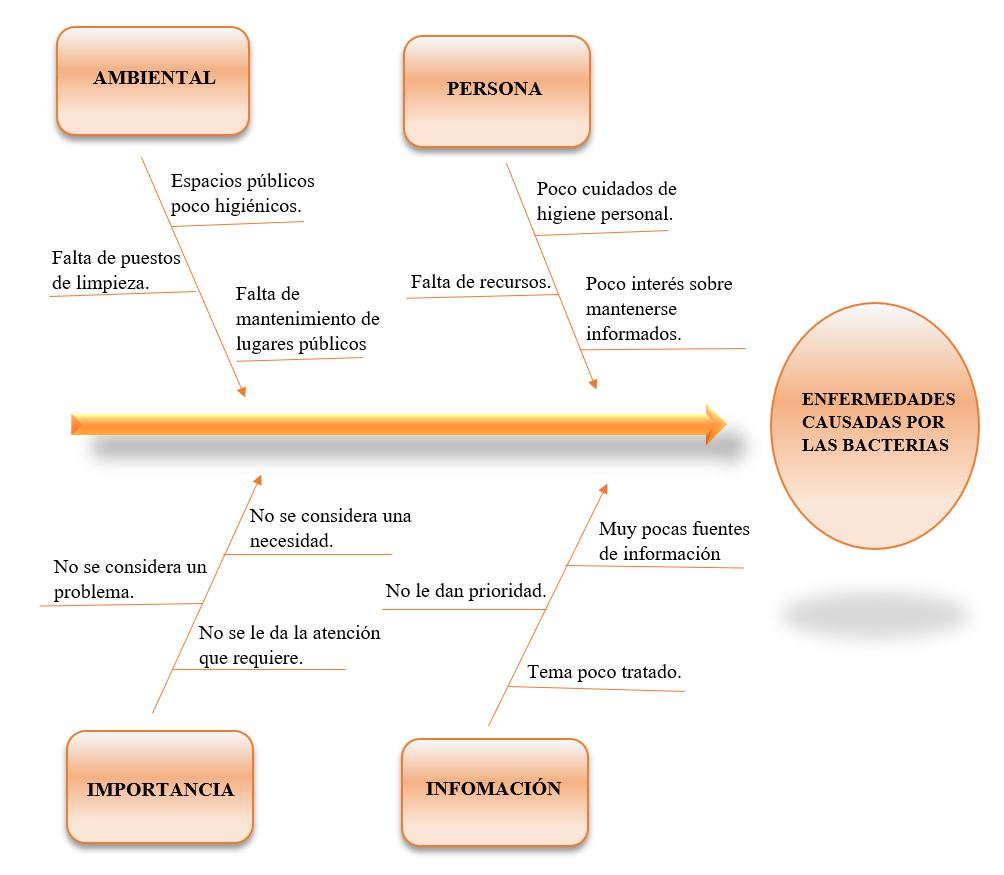 AMBIENTAL
PERSONA
Espacios públicos
poco higiénicos.
Falta de puestos
de limpieza.
Falta de
mantenimiento de
lugares públicos
Poco cuidados de
higiene personal.
Falta de recursos.
Poco interés sobre
mantenerse
informados.
ENFERMEDADES
CAUSADAS POR
LAS BACTERIAS
No se considera una
necesidad.
No se considera un
problema.
No se le da la atención
que requiere.
Muy pocas fuentes
de información
No le dan prioridad.
Tema poco tratado.
IMPORTANCIA
INFOMACIÓN